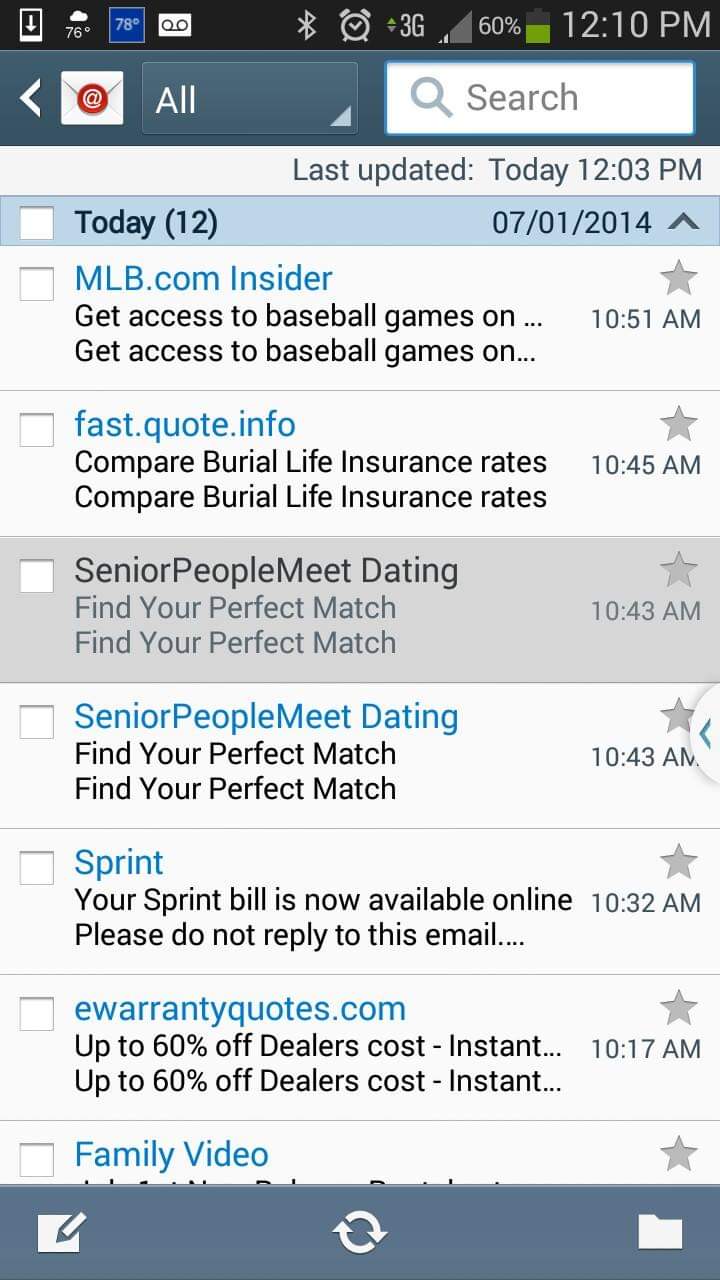 76° 78° 3G 60% 12:10 PM
All Search
Last updated: Today 12:03 PM
Today (12) 07/01/2014
MLB.com Insider
Get access to baseball games on ... 10:51 AM
Get access to baseball games on...
fast.quote.info
Compare Burial Life Insurance rates 10:45 AM
Compare Burial Life Insurance rates
SeniorPeopleMeet Dating
Find Your Perfect Match 10:43 AM
Find Your Perfect Match
SeniorPeopleMeet Dating
Find Your Perfect Match 10:43 AM
Find Your Perfect Match
Sprint
Your Sprint bill is now available online 10:32 AM
Please do not reply to this email....
ewarrantyquotes.com
Up to 60% off Dealers cost - Instant... 10:17 AM
Up to 60% off Dealers cost - Instant...
Family Video